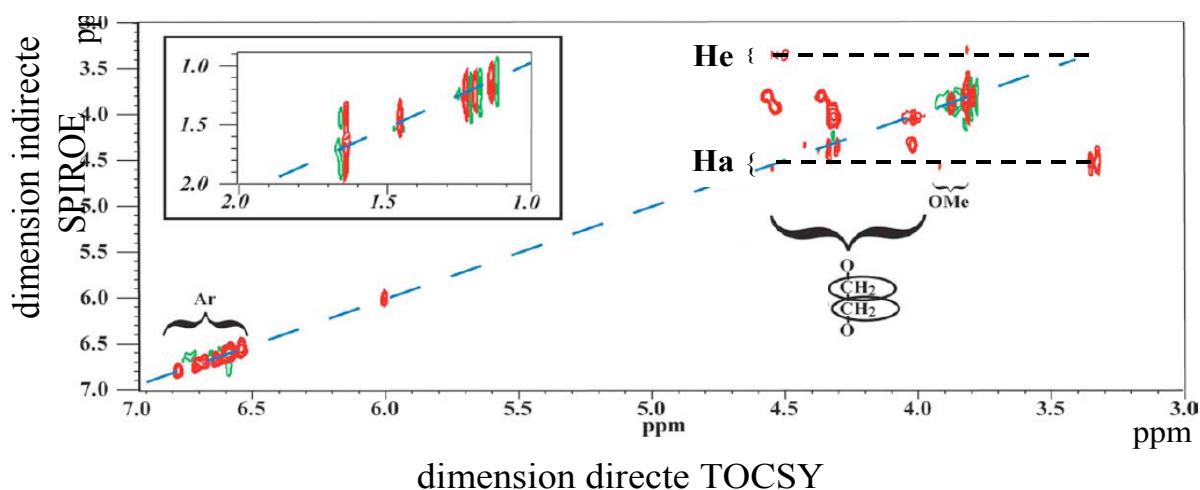 3.0
pp
3.5
4.0
4.5
5.0
5.5
6.0
6.5
7.0
dimension indirecte
SPIROE
1.0
1.5
2.0
2.0
1.5
1.0
He {
Ha {
OMe
O
CH2
CH2
O
Ar
7.0
6.5
6.0
5.5
5.0
4.5
4.0
3.5
3.0
ppm
ppm
dimension directe TOCSY